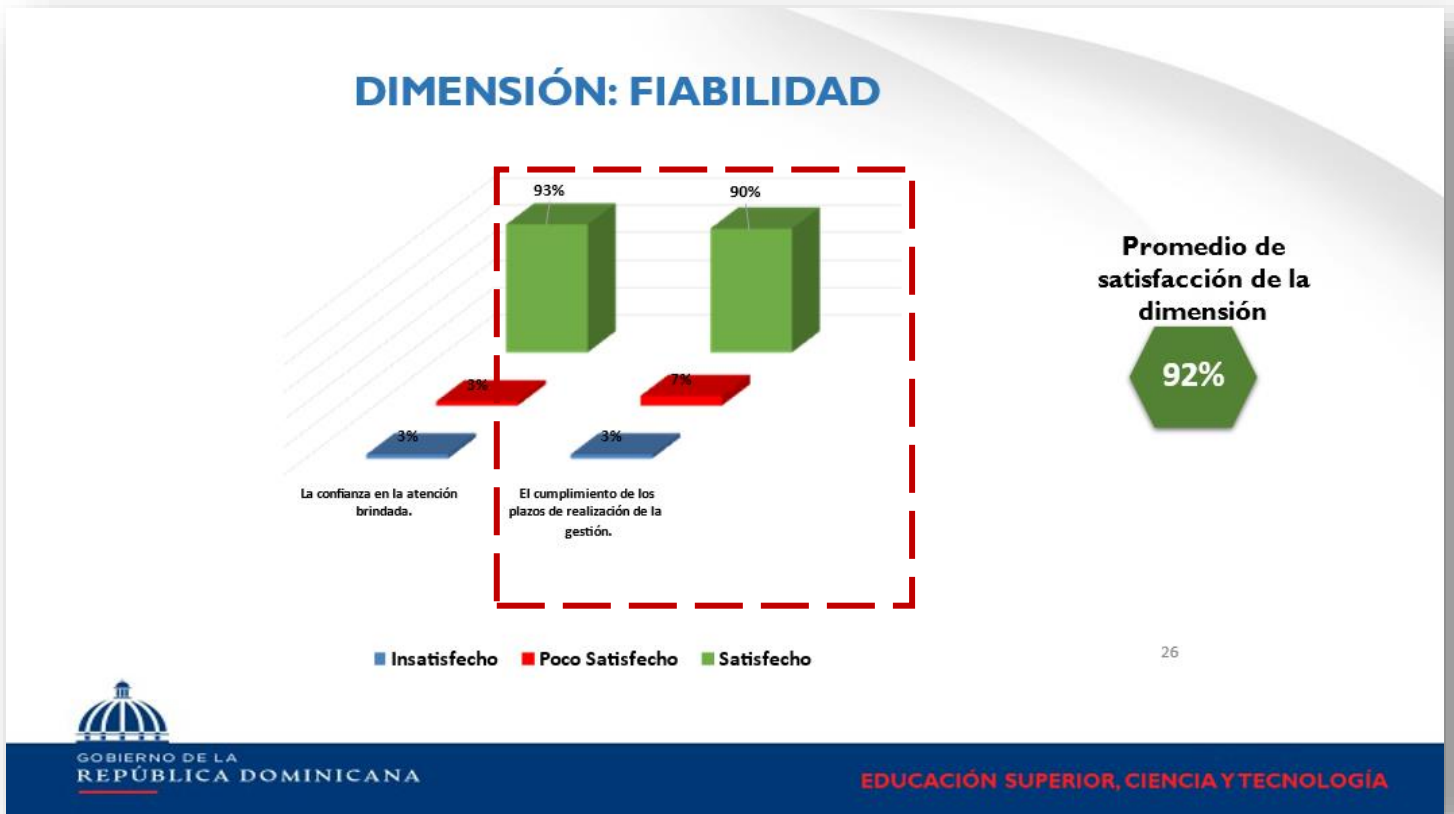 DIMENSIÓN: FIABILIDAD
93%
90%
3%
7%
3%
3%
La confianza en la atención
brindada.
El cumplimiento de los
plazos de realización de la
gestión.
Insatisfecho Poco Satisfecho Satisfecho
Promedio de
satisfacción de la
dimensión
92%
26
GOBIERNO DE LA
REPÚBLICA DOMINICANA
EDUCACIÓN SUPERIOR, CIENCIA Y TECNOLOGÍA